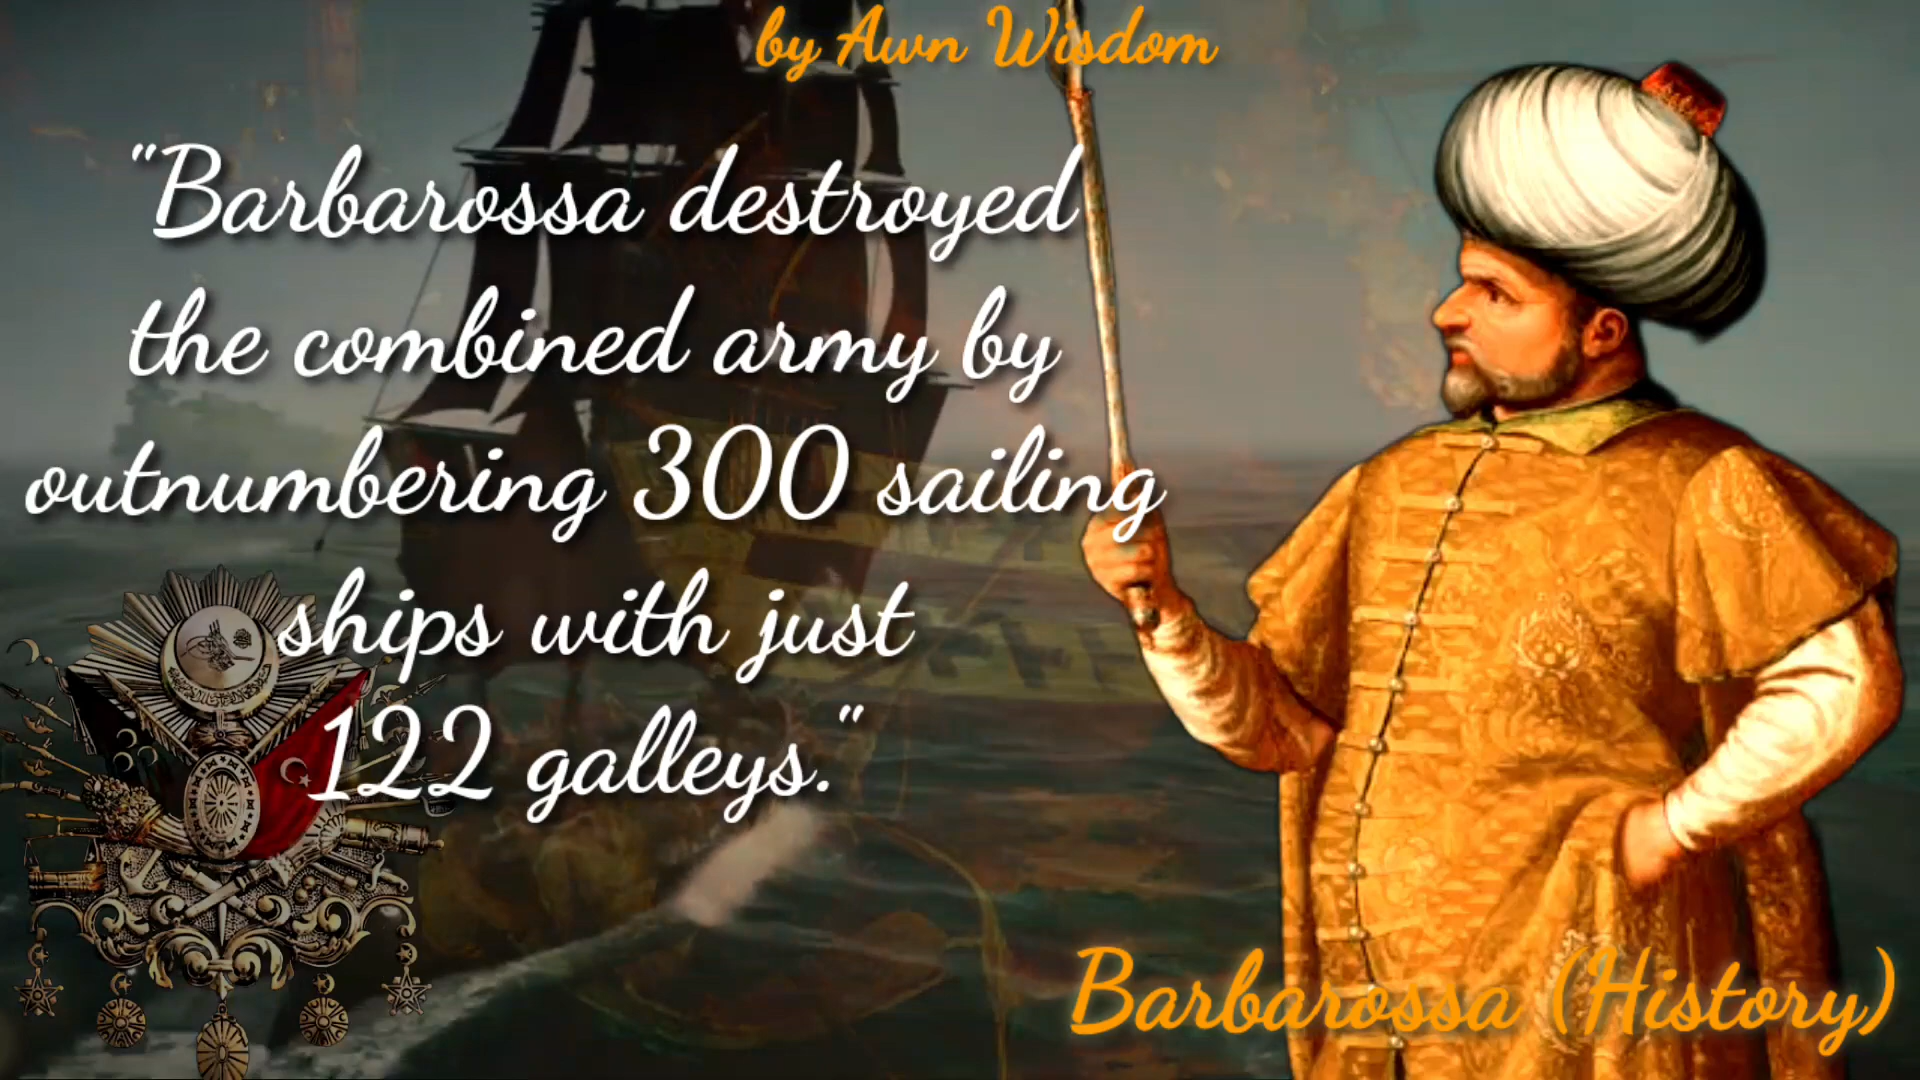 by Awn Wisdom
"Barbarossa destroyed
the combined army by
outnumbering 300 sailing
ships with just
122 galleys."
Barbarossa (History)